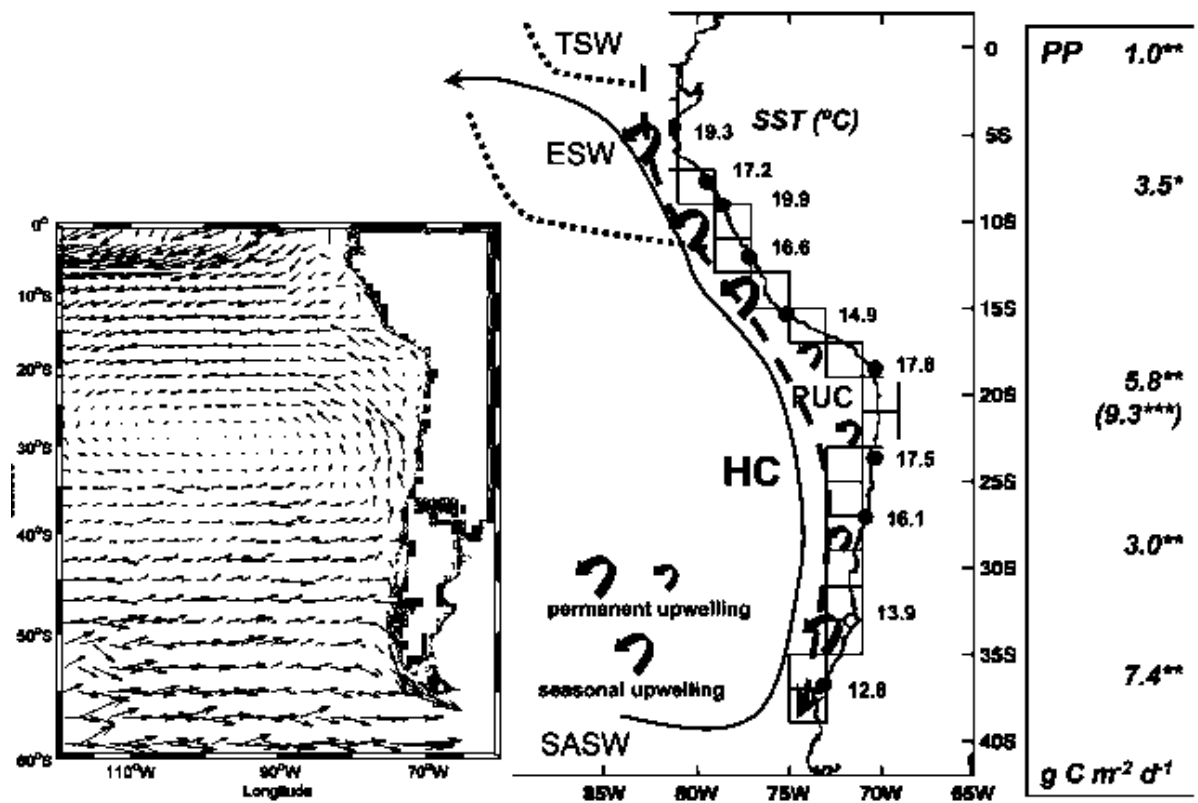 TSW
ESW
SST (ºC)
19.3
17.2
19.9
16.6
14.9
17.8
PUC
17.5
HC
16.1
13.9
12.8
permanent upwelling
seasonal upwelling
SASW
0
5S
10S
15S
20S
25S
30S
35S
40S
85W
80W
75W
70W
65W
PP 1.0**
3.5*
5.8**
(9.3***)
3.0**
7.4**
g C m⁻² d⁻¹
0°
10°S
20°S
30°S
40°S
50°S
60°S
110°W
90°W
70°W
Longitude